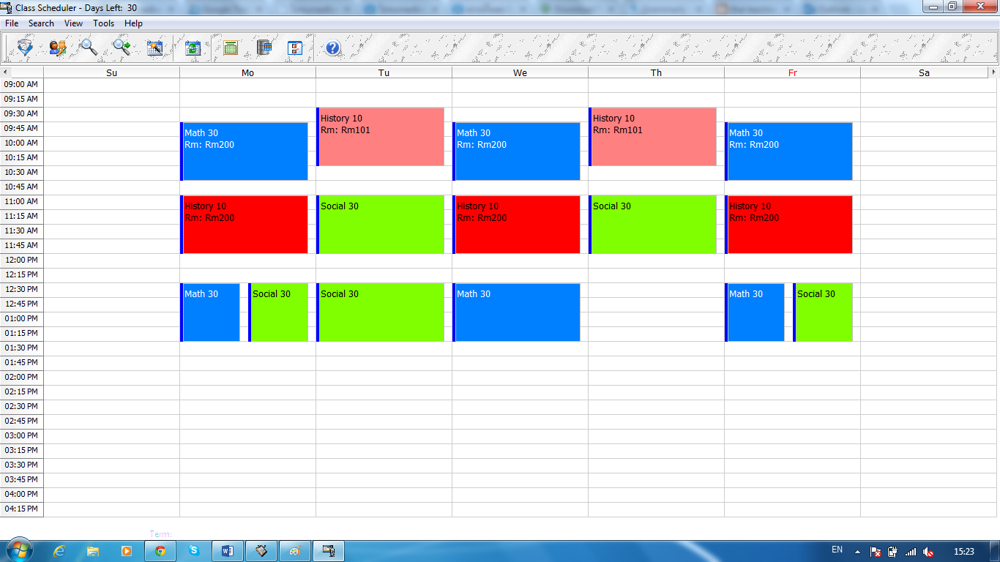 Class Scheduler - Days Left: 30
File Search View Tools Help
Su Mo Tu We Th Fr Sa
09:00 AM
09:15 AM
09:30 AM
History 10 History 10
Rm: Rm101 Rm: Rm101
09:45 AM
Math 30 Math 30 Math 30
Rm: Rm200 Rm: Rm200 Rm: Rm200
10:00 AM
10:15 AM
10:30 AM
10:45 AM
11:00 AM
History 10 Social 30 History 10 Social 30 History 10
Rm: Rm200 Rm: Rm200 Rm: Rm200
11:15 AM
11:30 AM
11:45 AM
12:00 PM
12:15 PM
12:30 PM
Math 30 Social 30 Social 30 Math 30 Math 30 Social 30
12:45 PM
01:00 PM
01:15 PM
01:30 PM
01:45 PM
02:00 PM
02:15 PM
02:30 PM
02:45 PM
03:00 PM
03:15 PM
03:30 PM
03:45 PM
04:00 PM
04:15 PM
Term:
EN 15:23